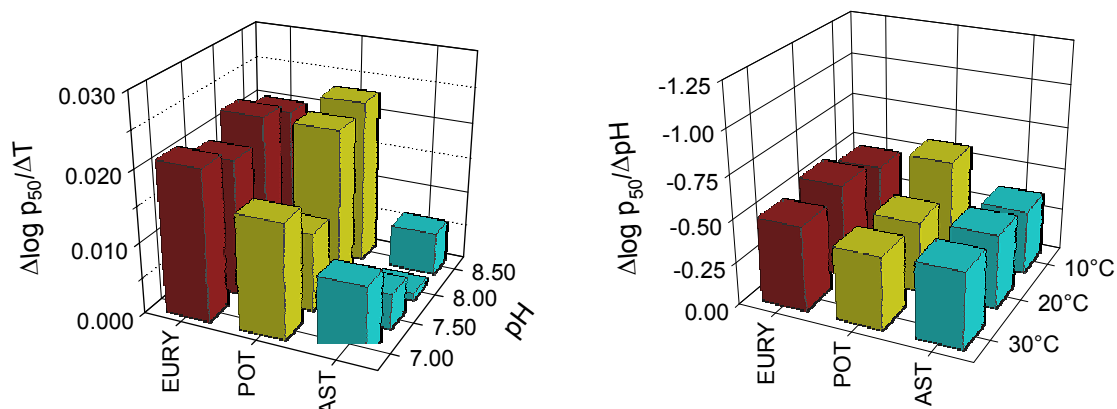 Δlog p50/ΔT
0.030
0.020
0.010
0.000
EURY
POT
AST
7.00
7.50
8.00
8.50
pH
Δlog p50/ΔpH
-1.25
-1.00
-0.75
-0.50
-0.25
0.00
EURY
POT
AST
30°C
20°C
10°C